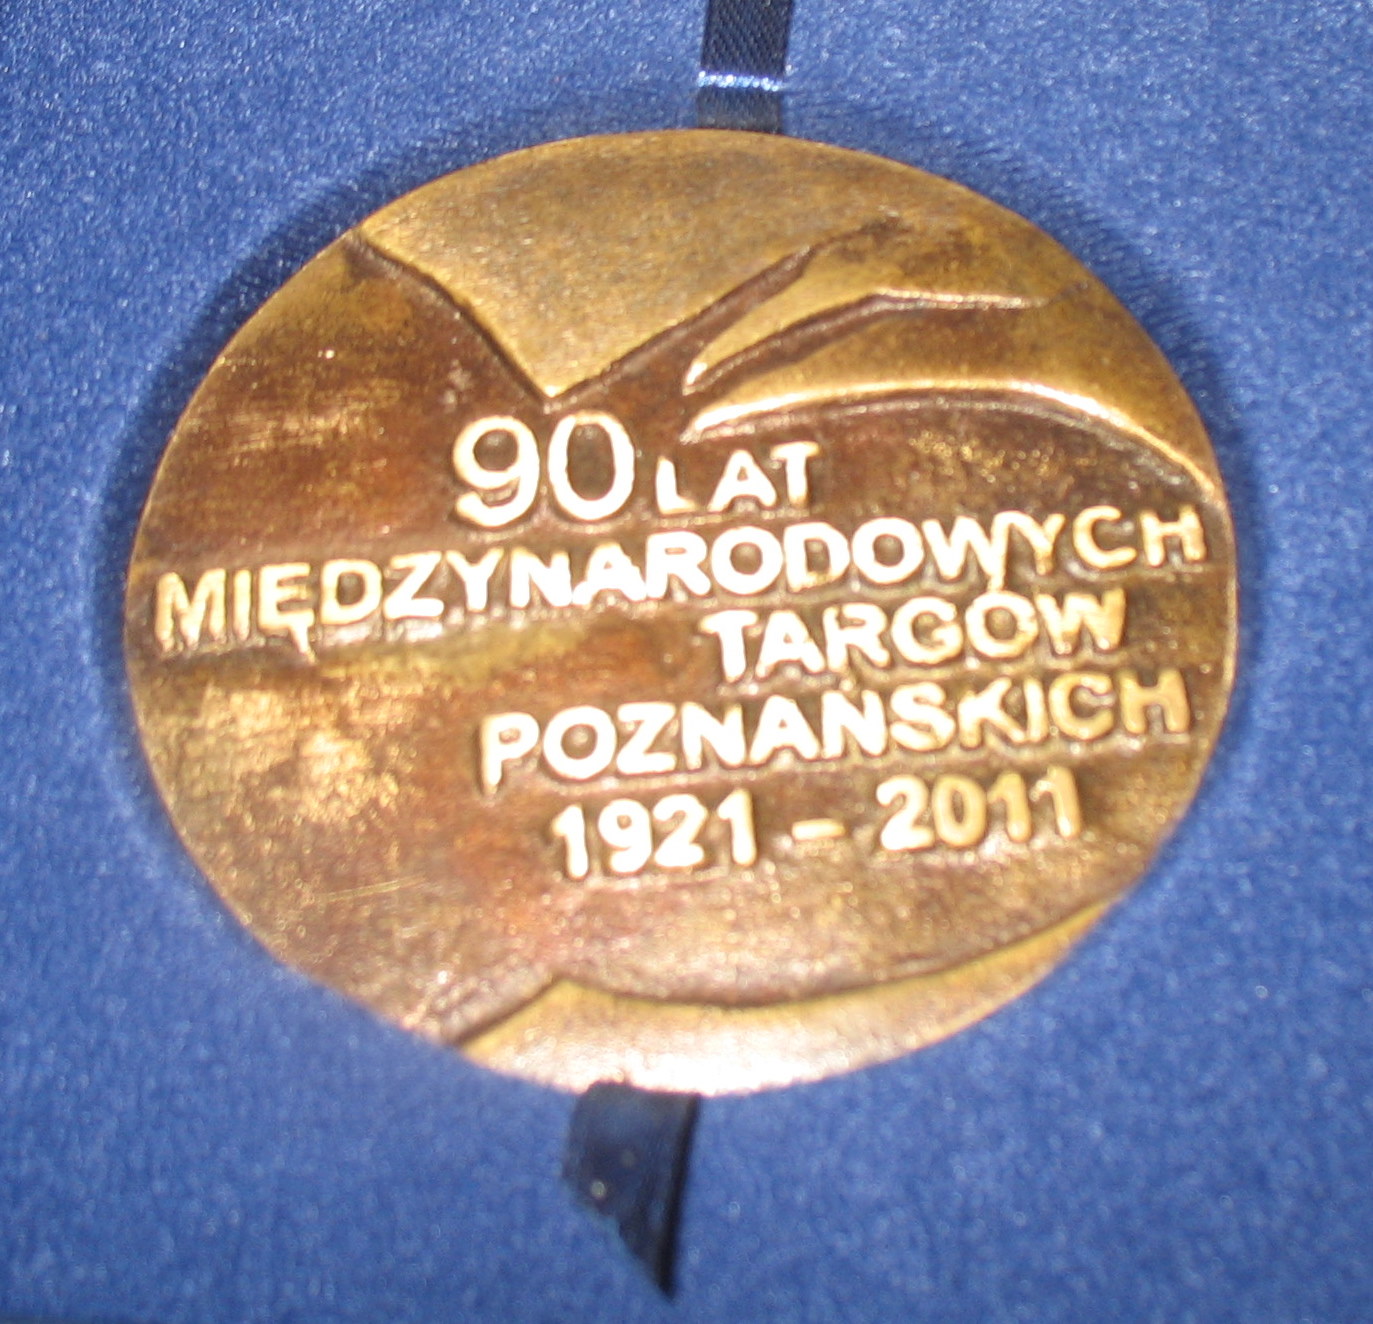 90 LAT
MIĘDZYNARODOWYCH
TARGÓW
POZNAŃSKICH
1921 - 2011